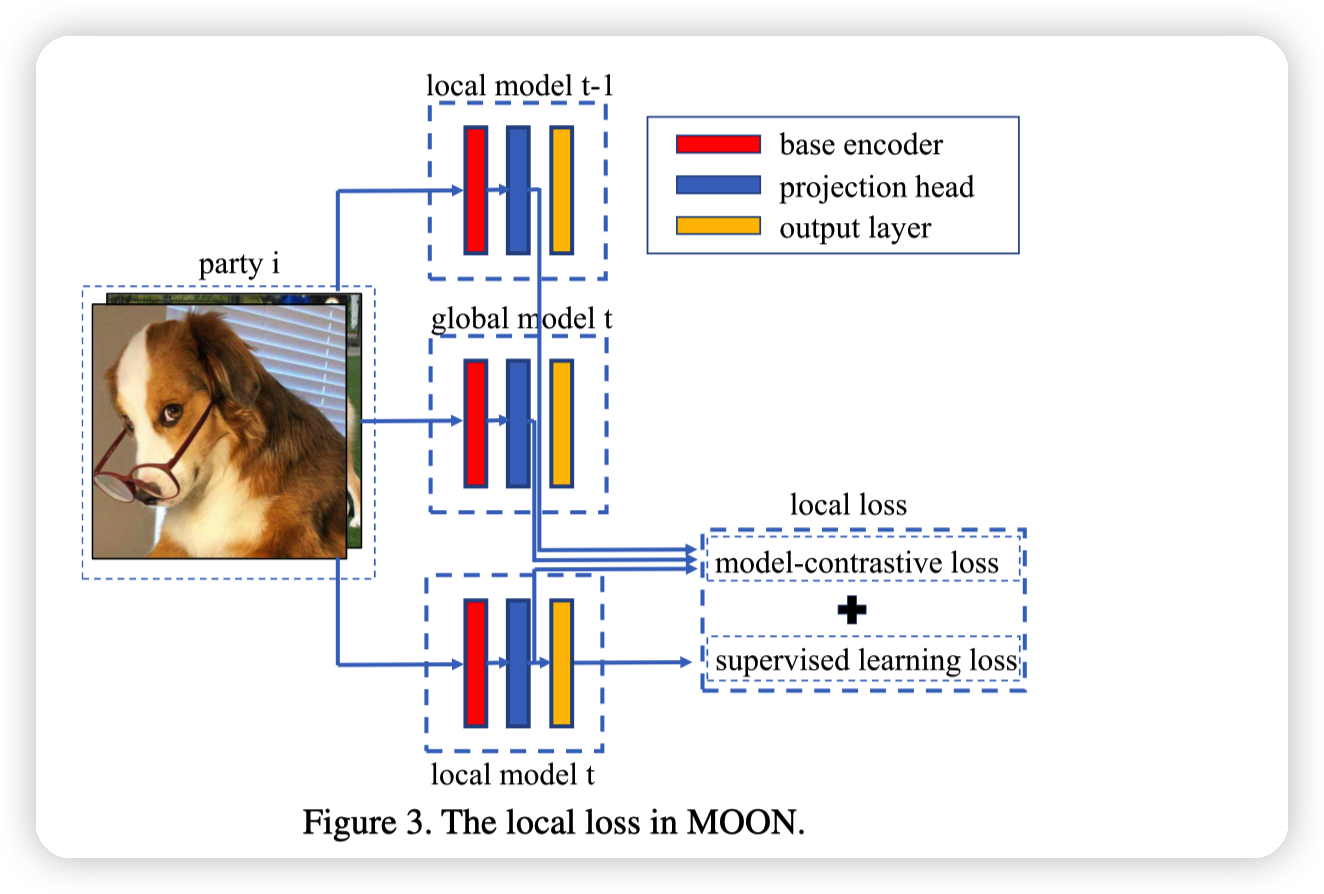 local model t-1
base encoder
projection head
output layer
party i
global model t
local loss
model-contrastive loss
supervised learning loss
local model t
Figure 3. The local loss in MOON.